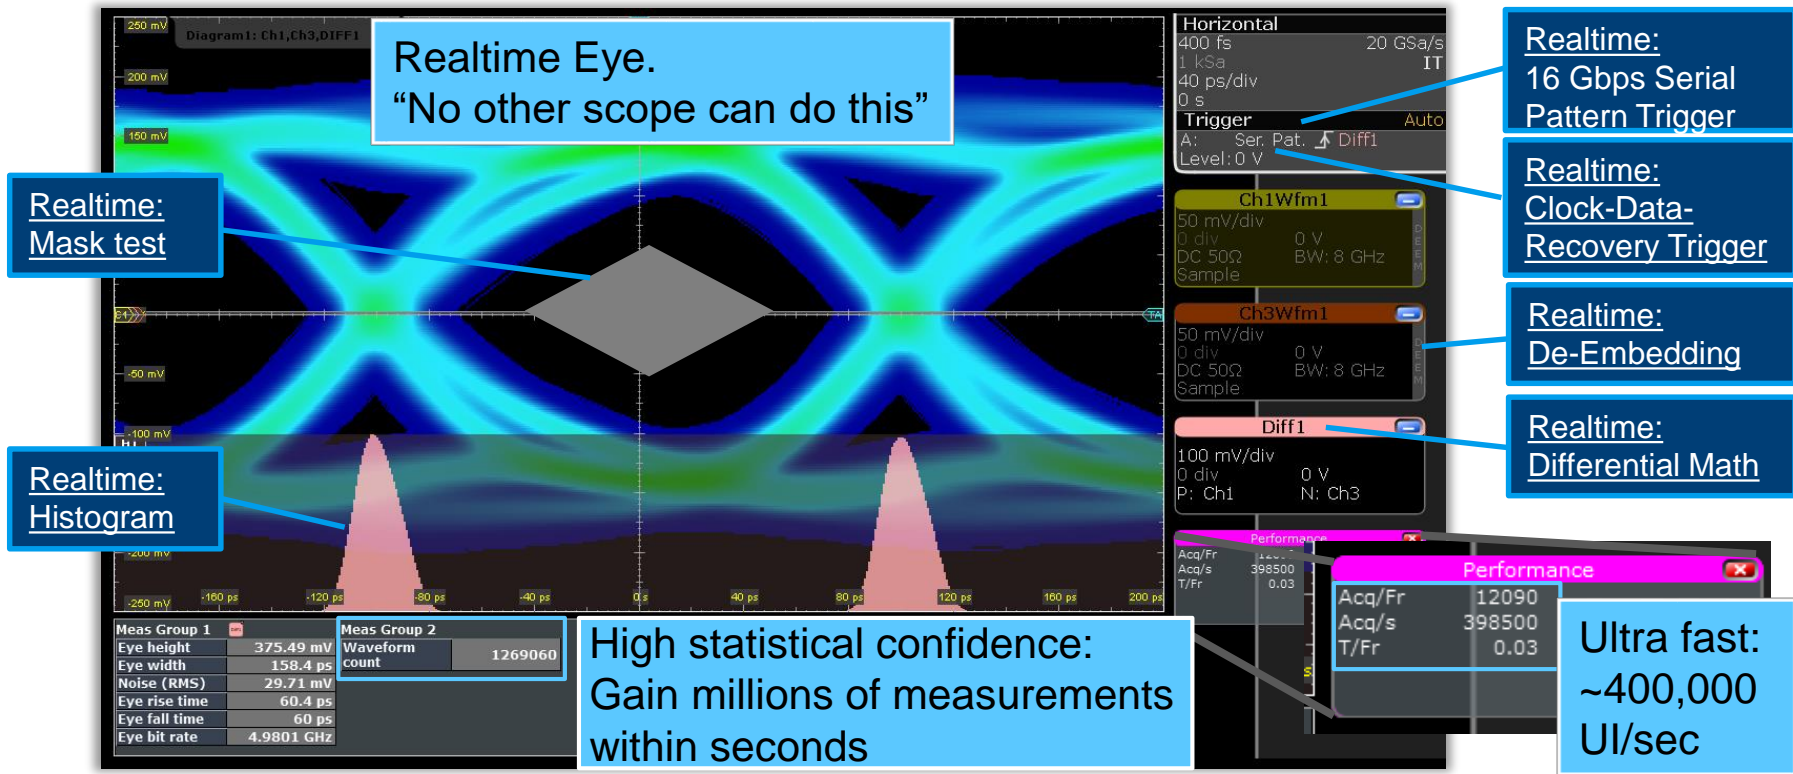 250 mV
Diagram1: Ch1,Ch3,DIFF1
200 mV
150 mV
-50 mV
-100 mV
-200 mV
-250 mV
-160 ps
-120 ps
-80 ps
-40 ps
0 s
40 ps
80 ps
120 ps
160 ps
200 ps
Realtime Eye.
“No other scope can do this”
Realtime:
Mask test
Realtime:
Histogram
TA
Horizontal
400 fs 20 GSa/s
1 kSa IT
40 ps/div
0 s
Trigger Auto
A: Ser. Pat. Diff1
Level: 0 V
Ch1Wfm1
50 mV/div
0 div 0 V
DC 50Ω BW: 8 GHz
Sample
DEEM
Ch3Wfm1
50 mV/div
0 div 0 V
DC 50Ω BW: 8 GHz
Sample
DEEM
Diff1
100 mV/div
0 div 0 V
P: Ch1 N: Ch3
Performance
Acq/Fr 12090
Acq/s 398500
T/Fr 0.03
Realtime:
16 Gbps Serial
Pattern Trigger
Realtime:
Clock-Data-
Recovery Trigger
Realtime:
De-Embedding
Realtime:
Differential Math
Meas Group 1
Eye height 375.49 mV
Eye width 158.4 ps
Noise (RMS) 29.71 mV
Eye rise time 60.4 ps
Eye fall time 60 ps
Eye bit rate 4.9801 GHz
Meas Group 2
Waveform
count 1269060
High statistical confidence:
Gain millions of measurements
within seconds
Performance
Acq/Fr 12090
Acq/s 398500
T/Fr 0.03
Ultra fast:
~400,000
UI/sec